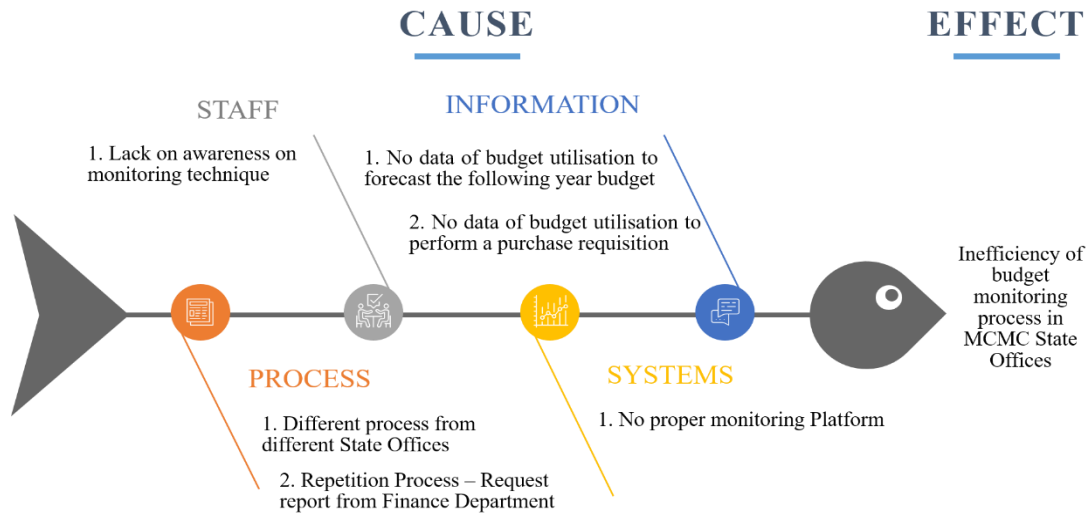 CAUSE
EFFECT
STAFF
1. Lack on awareness on
monitoring technique
INFORMATION
1. No data of budget utilisation to
forecast the following year budget
2. No data of budget utilisation to
perform a purchase requisition
Inefficiency of
budget
monitoring
process in
MCMC State
Offices
PROCESS
1. Different process from
different State Offices
2. Repetition Process – Request
report from Finance Department
SYSTEMS
1. No proper monitoring Platform